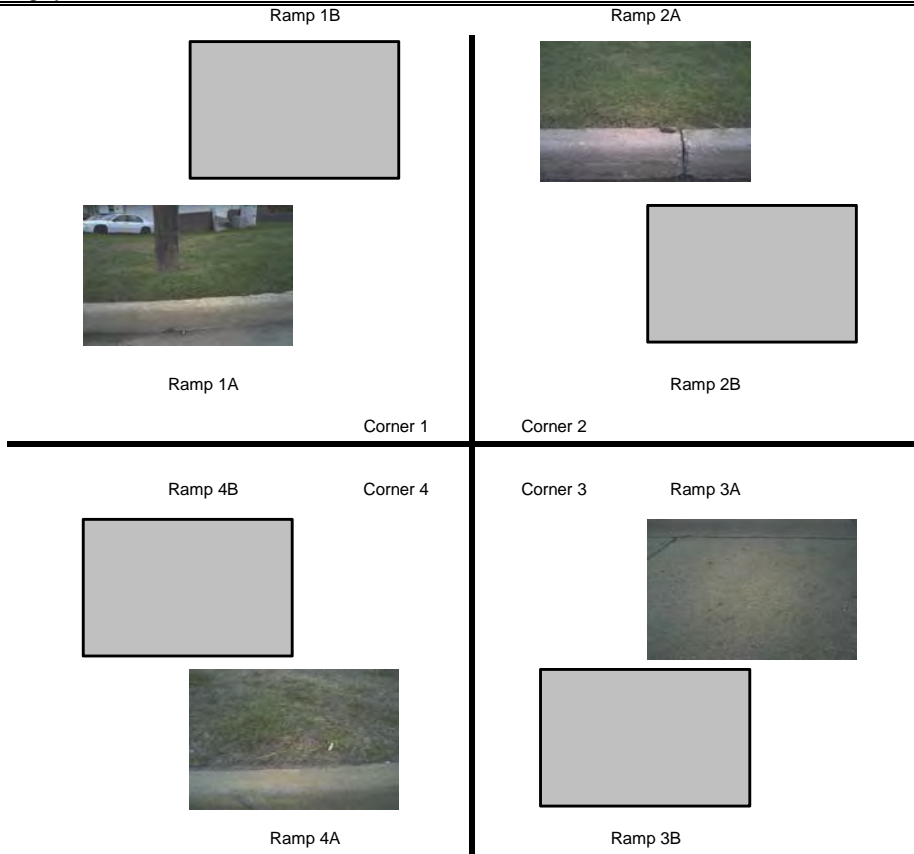 Ramp 1B Ramp 2A
Ramp 1A Ramp 2B
Corner 1 Corner 2
Ramp 4B Corner 4 Corner 3 Ramp 3A
Ramp 4A Ramp 3B